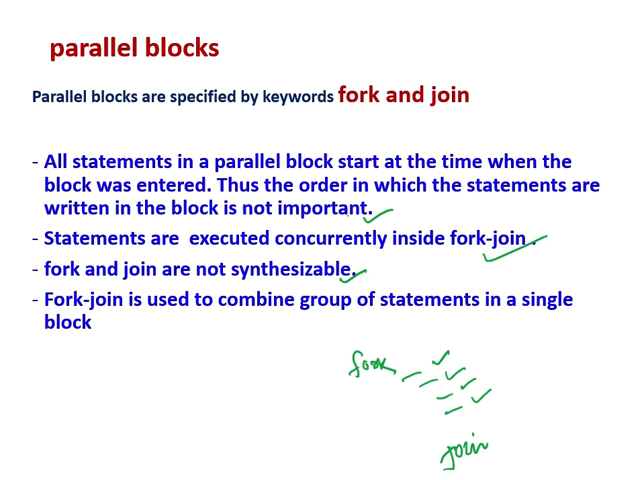 parallel blocks
Parallel blocks are specified by keywords fork and join
- All statements in a parallel block start at the time when the
block was entered. Thus the order in which the statements are
written in the block is not important.
- Statements are executed concurrently inside fork-join .
- fork and join are not synthesizable.
- Fork-join is used to combine group of statements in a single
block
fork
join